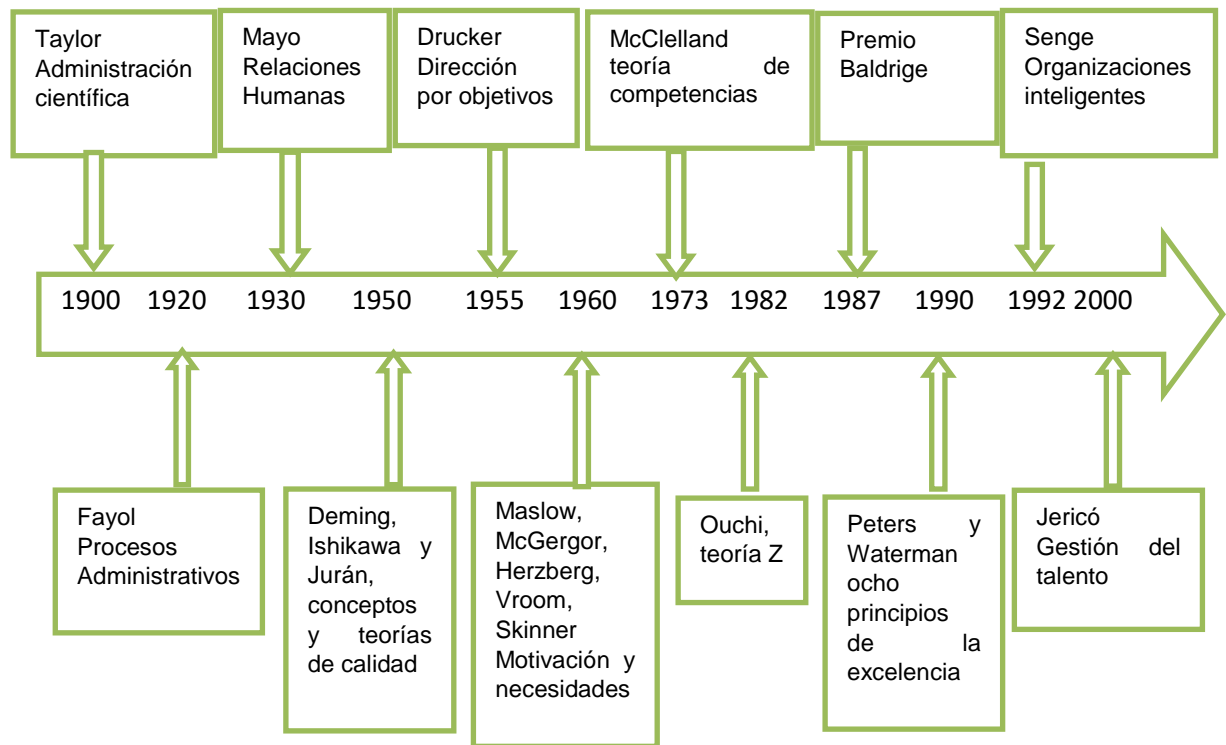 Taylor
Administración
científica
Mayo
Relaciones
Humanas
Drucker
Dirección
por objetivos
McClelland
teoría de
competencias
Premio
Baldrige
Senge
Organizaciones
inteligentes
1900 1920 1930 1950 1955 1960 1973 1982 1987 1990 1992 2000
Fayol
Procesos
Administrativos
Deming,
Ishikawa y
Jurán,
conceptos
y teorías
de calidad
Maslow,
McGergor,
Herzberg,
Vroom,
Skinner
Motivación y
necesidades
Ouchi,
teoría Z
Peters y
Waterman
ocho
principios
de la
excelencia
Jericó
Gestión del
talento